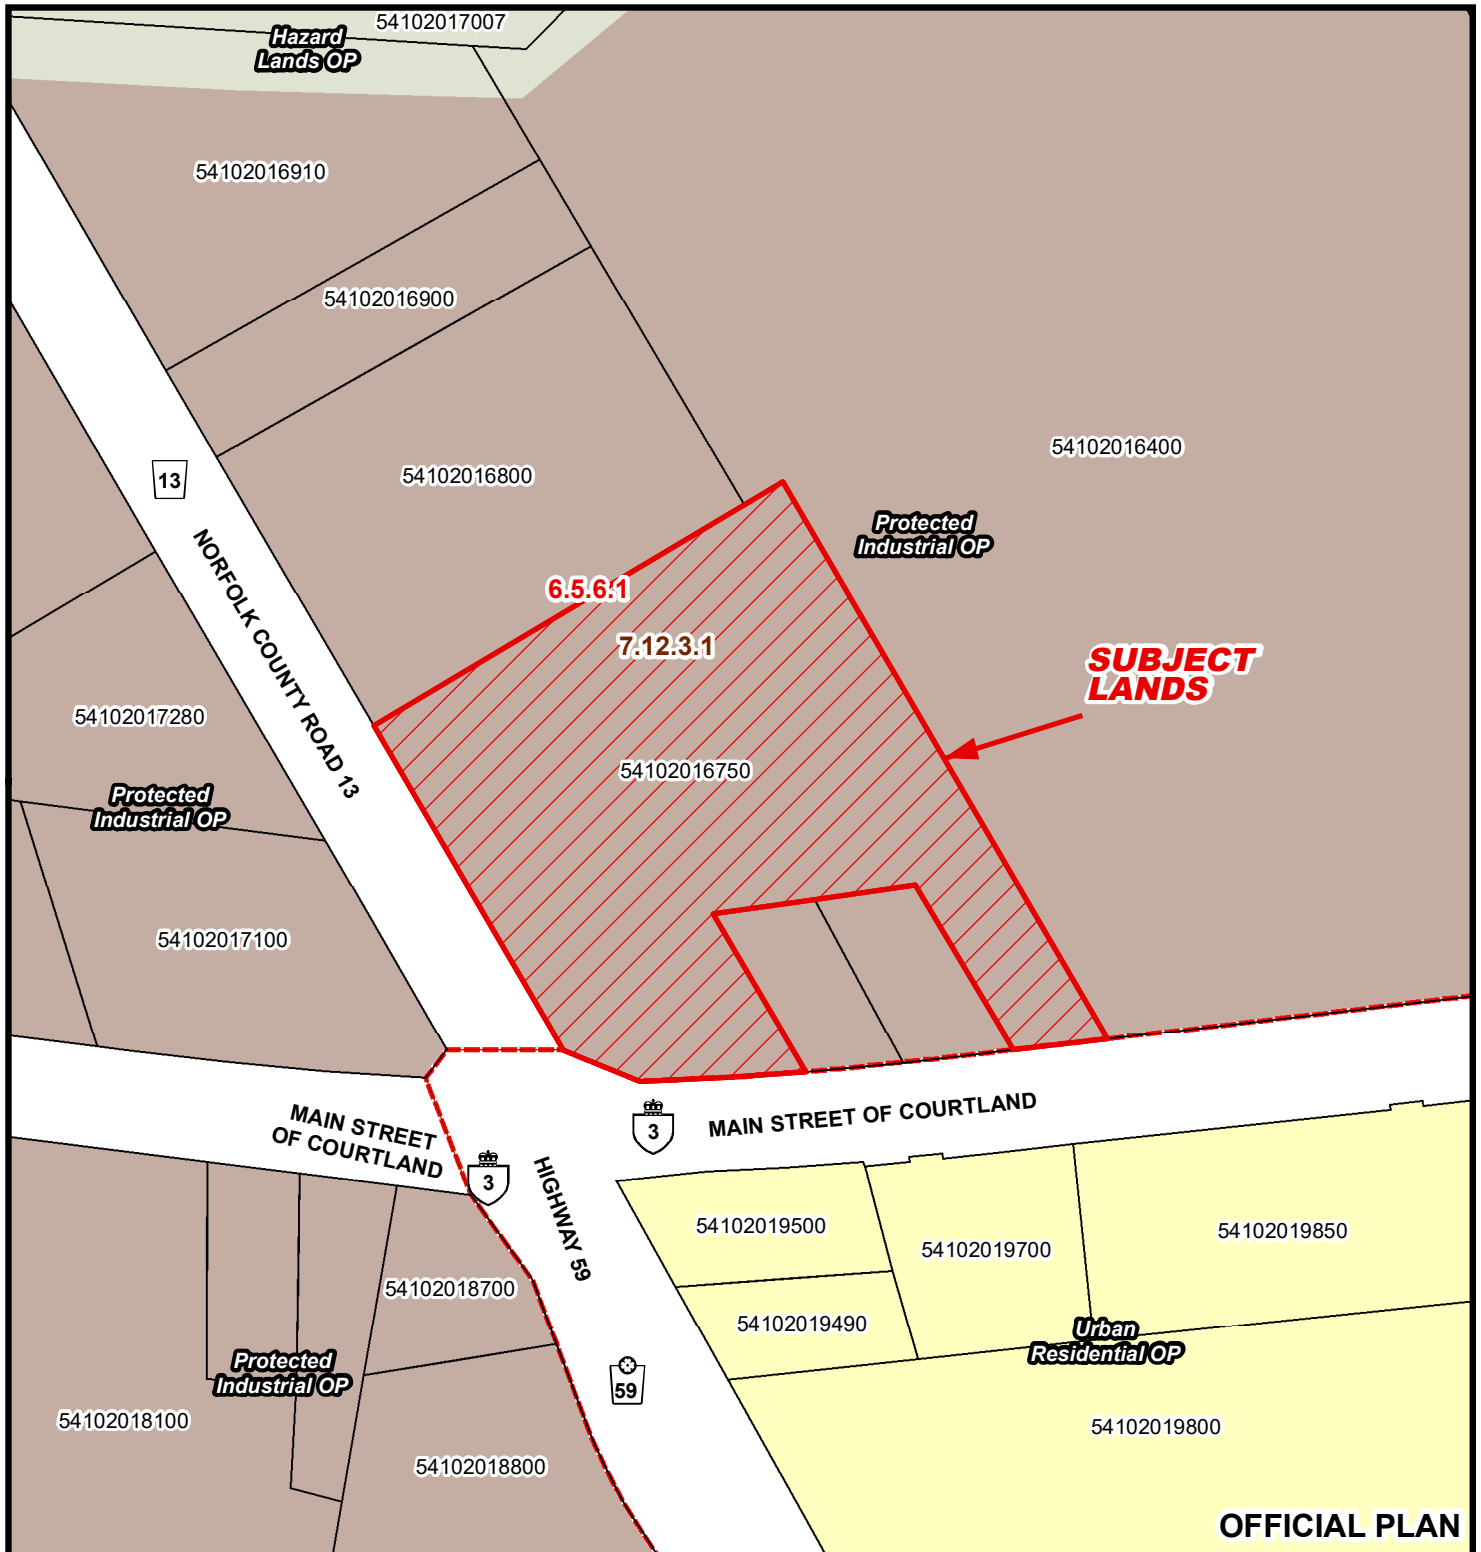 54102017007
Hazard
Lands OP
54102016910
54102016900
54102016800
54102016400
13
Protected
Industrial OP
NORFOLK COUNTY ROAD 13
6.5.6.1
7.12.3.1
SUBJECT
LANDS
54102017280
54102016750
Protected
Industrial OP
54102017100
MAIN STREET
OF COURTLAND
3
MAIN STREET OF COURTLAND
3
HIGHWAY 59
54102019500
54102019700
54102019850
54102018700
54102019490
Urban
Residential OP
Protected
Industrial OP
59
54102018100
54102019800
54102018800
OFFICIAL PLAN